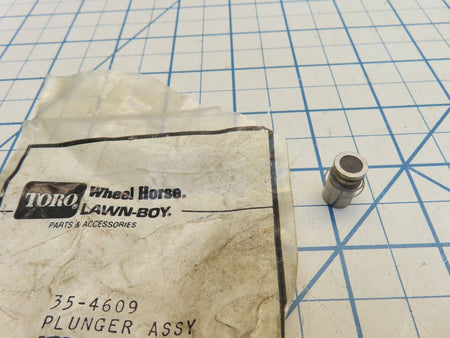 TORO® Wheel Horse®
LAWN-BOY®
PARTS & ACCESSORIES
35-4609
PLUNGER ASSY